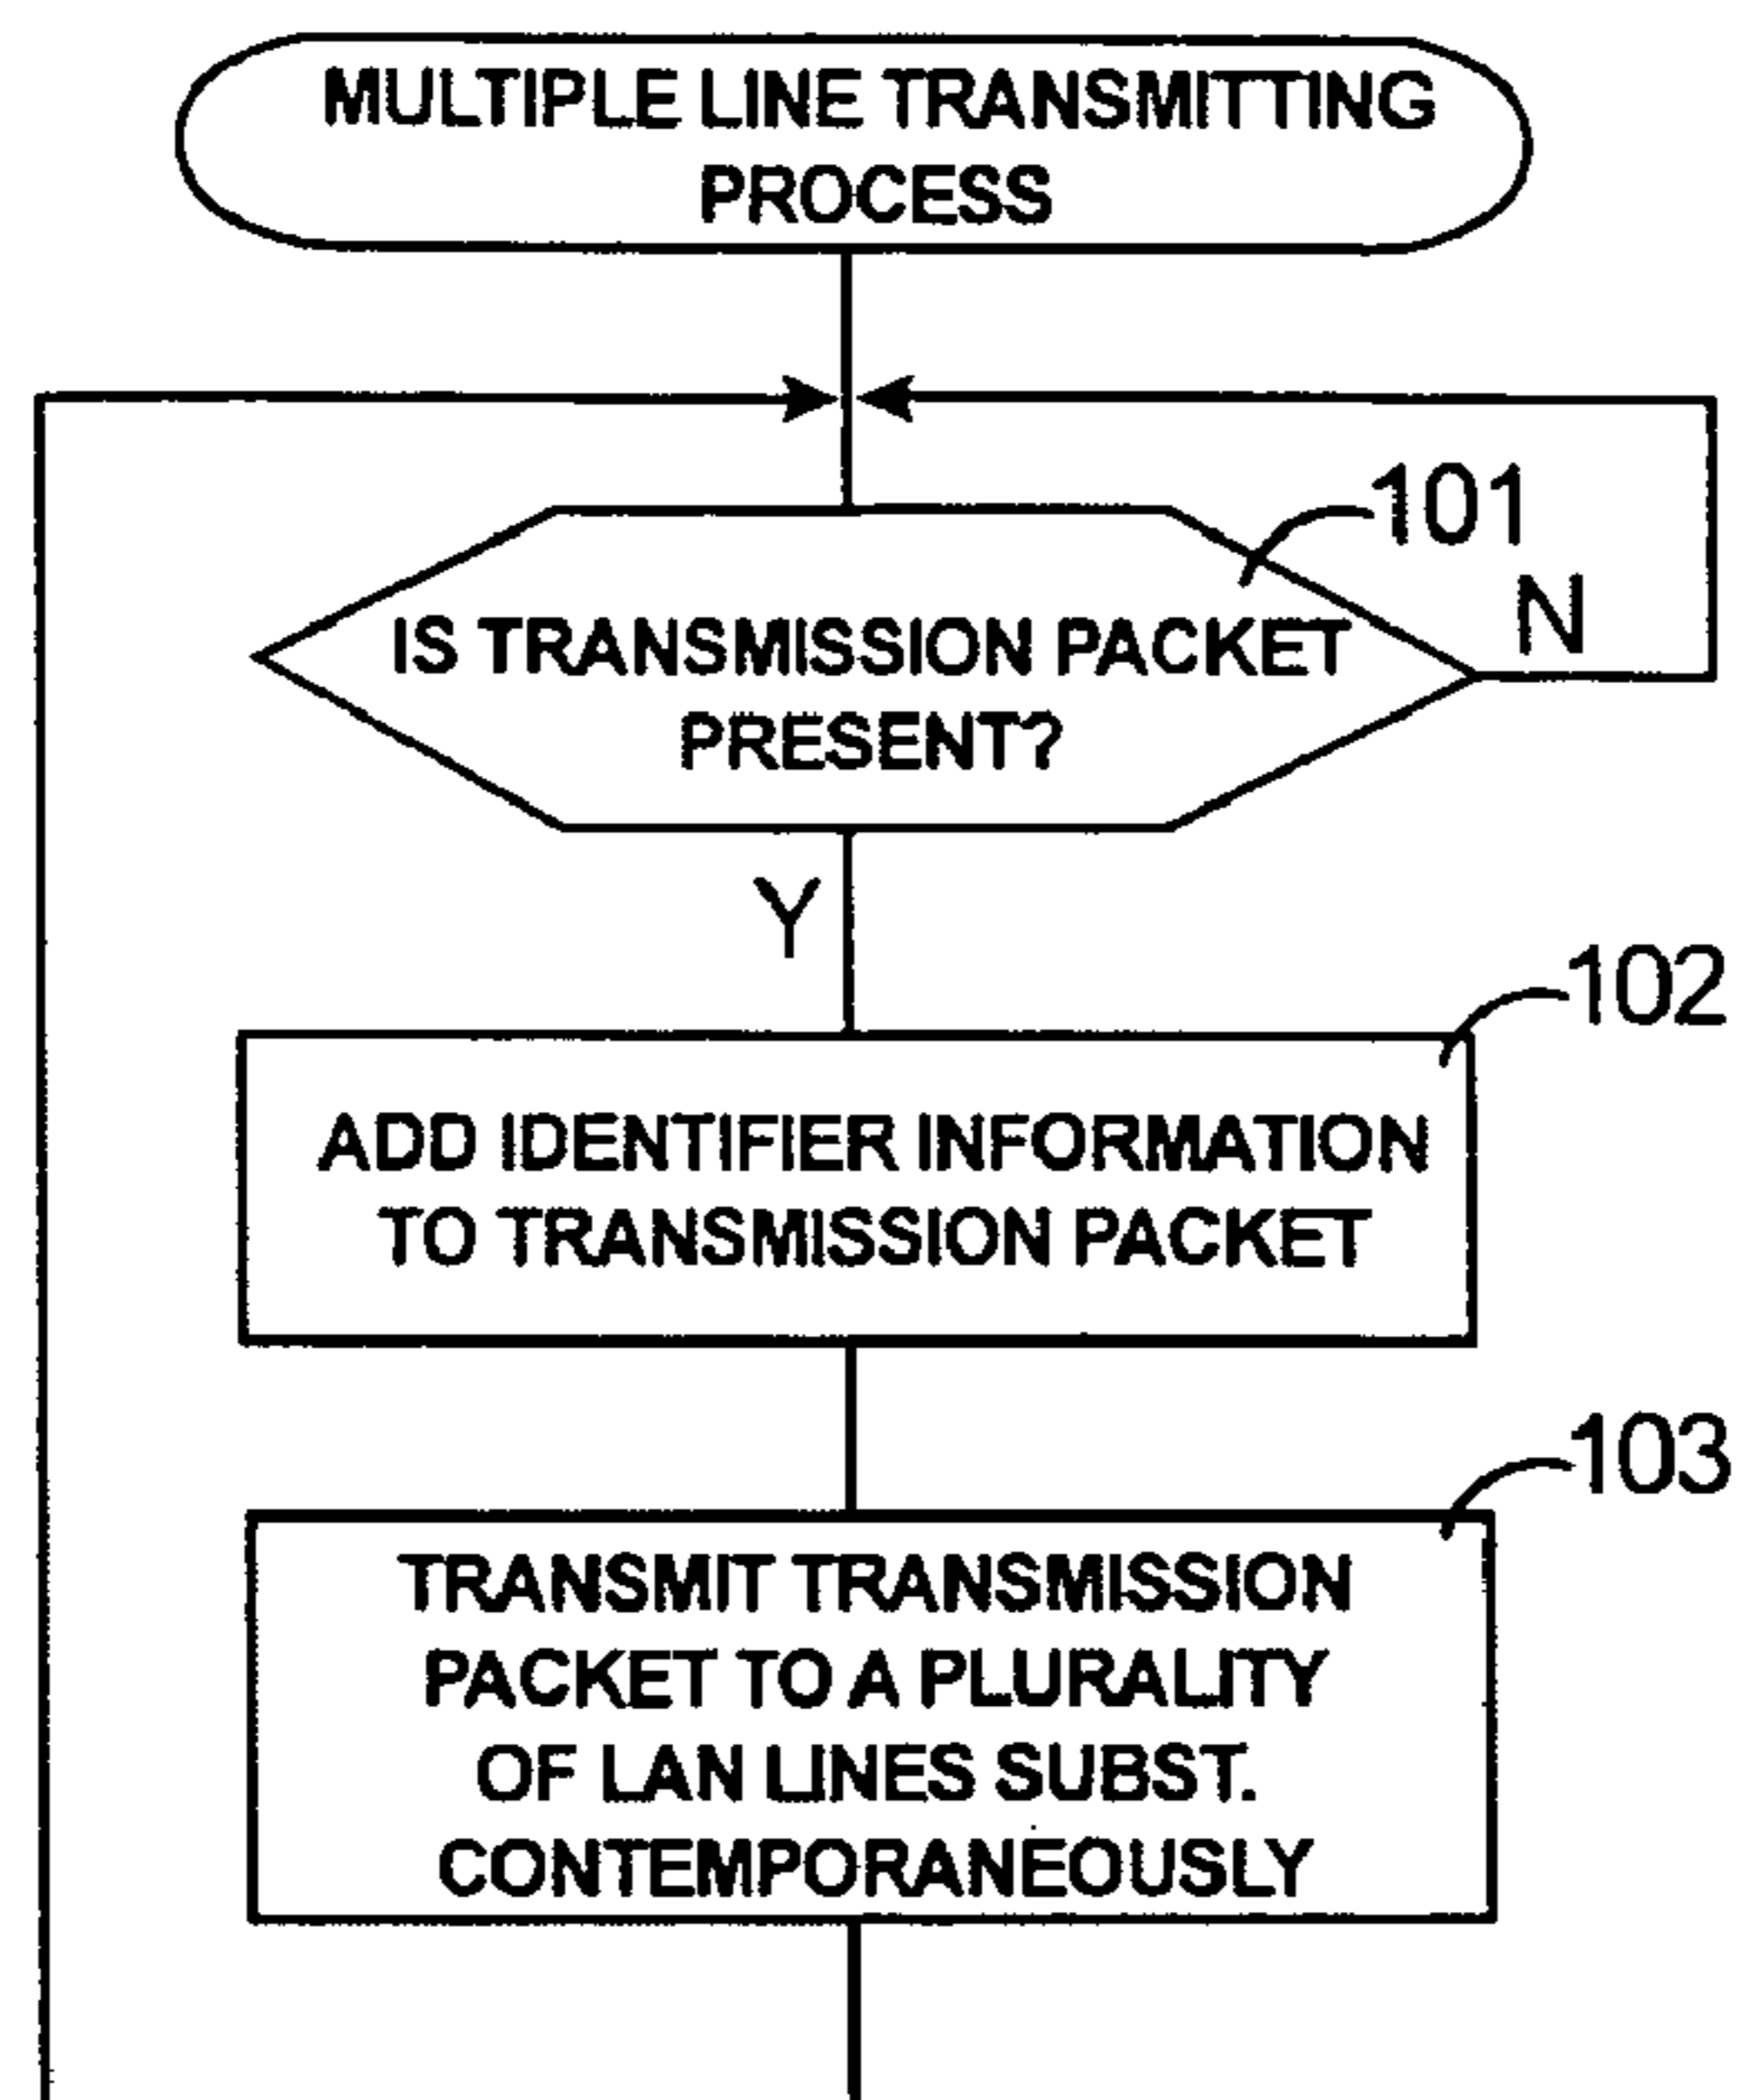 MULTIPLE LINE TRANSMITTING
PROCESS
101
N
IS TRANSMISSION PACKET
PRESENT?
Y
102
ADD IDENTIFIER INFORMATION
TO TRANSMISSION PACKET
103
TRANSMIT TRANSMISSION
PACKET TO A PLURALITY
OF LAN LINES SUBST.
CONTEMPORANEOUSLY